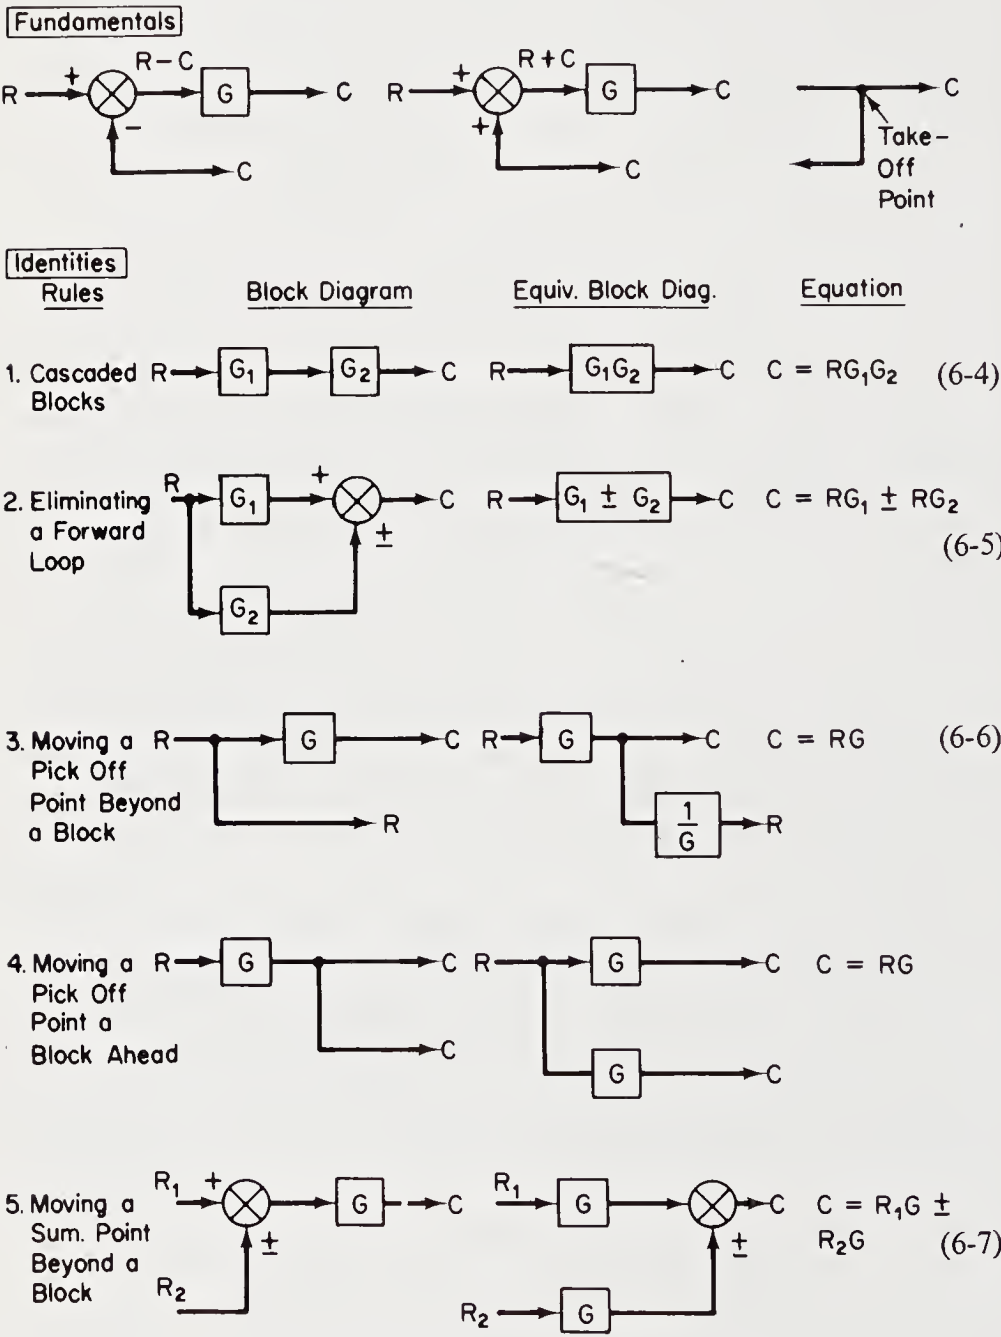 Fundamentals
R + R − C G C
− C
R + R + C G C
+ C
C
Take-
Off
Point
Identities
Rules Block Diagram Equiv. Block Diag. Equation
1. Cascaded Blocks R G₁ G₂ C R G₁G₂ C C = RG₁G₂ (6-4)
2. Eliminating a Forward Loop R G₁ + C R G₁ ± G₂ C C = RG₁ ± RG₂
± (6-5)
G₂
3. Moving a Pick Off Point Beyond a Block R G C R G C C = RG (6-6)
R 1/G R
4. Moving a Pick Off Point a Block Ahead R G C R G C C = RG
C G C
5. Moving a Sum. Point Beyond a Block R₁ + G C R₁ G C C = R₁G ±
± ± R₂G (6-7)
R₂ R₂ G